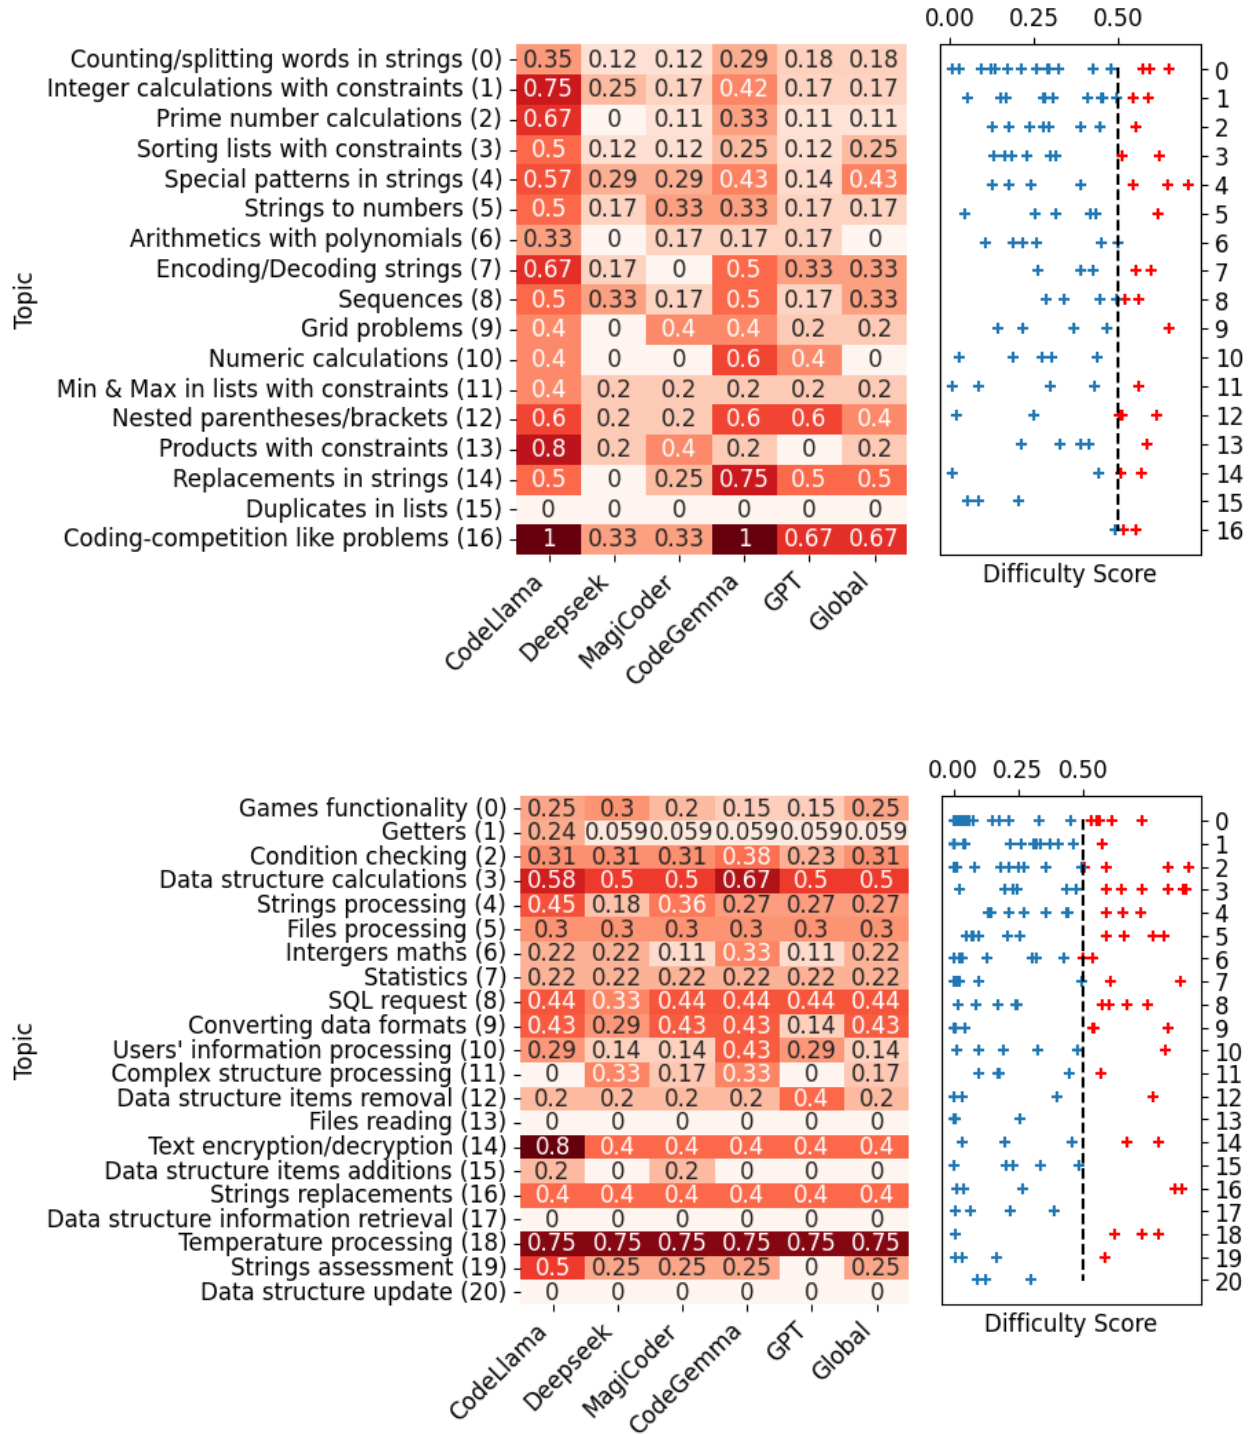 0.00 0.25 0.50
Counting/splitting words in strings (0) 0.35 0.12 0.12 0.29 0.18 0.18 0
Integer calculations with constraints (1) 0.75 0.25 0.17 0.42 0.17 0.17 1
Prime number calculations (2) 0.67 0 0.11 0.33 0.11 0.11 2
Sorting lists with constraints (3) 0.5 0.12 0.12 0.25 0.12 0.25 3
Special patterns in strings (4) 0.57 0.29 0.29 0.43 0.14 0.43 4
Strings to numbers (5) 0.5 0.17 0.33 0.33 0.17 0.17 5
Arithmetics with polynomials (6) 0.33 0 0.17 0.17 0.17 0 6
Encoding/Decoding strings (7) 0.67 0.17 0 0.5 0.33 0.33 7
Topic
Sequences (8) 0.5 0.33 0.17 0.5 0.17 0.33 8
Grid problems (9) 0.4 0 0.4 0.4 0.2 0.2 9
Numeric calculations (10) 0.4 0 0 0.6 0.4 0 10
Min & Max in lists with constraints (11) 0.4 0.2 0.2 0.2 0.2 0.2 11
Nested parentheses/brackets (12) 0.6 0.2 0.2 0.6 0.6 0.4 12
Products with constraints (13) 0.8 0.2 0.4 0.2 0 0.2 13
Replacements in strings (14) 0.5 0 0.25 0.75 0.5 0.5 14
Duplicates in lists (15) 0 0 0 0 0 0 15
Coding-competition like problems (16) 1 0.33 0.33 1 0.67 0.67 16
CodeLlama Deepseek MagiCoder CodeGemma GPT Global
Difficulty Score
0.00 0.25 0.50
Games functionality (0) 0.25 0.3 0.2 0.15 0.15 0.25 0
Getters (1) 0.24 0.059 0.059 0.059 0.059 0.059 1
Condition checking (2) 0.31 0.31 0.31 0.38 0.23 0.31 2
Data structure calculations (3) 0.58 0.5 0.5 0.67 0.5 0.5 3
Strings processing (4) 0.45 0.18 0.36 0.27 0.27 0.27 4
Files processing (5) 0.3 0.3 0.3 0.3 0.3 0.3 5
Intergers maths (6) 0.22 0.22 0.11 0.33 0.11 0.22 6
Statistics (7) 0.22 0.22 0.22 0.22 0.22 0.22 7
SQL request (8) 0.44 0.33 0.44 0.44 0.44 0.44 8
Converting data formats (9) 0.43 0.29 0.43 0.43 0.14 0.43 9
Topic
Users' information processing (10) 0.29 0.14 0.14 0.43 0.29 0.14 10
Complex structure processing (11) 0 0.33 0.17 0.33 0 0.17 11
Data structure items removal (12) 0.2 0.2 0.2 0.2 0.4 0.2 12
Files reading (13) 0 0 0 0 0 0 13
Text encryption/decryption (14) 0.8 0.4 0.4 0.4 0.4 0.4 14
Data structure items additions (15) 0.2 0 0.2 0 0 0 15
Strings replacements (16) 0.4 0.4 0.4 0.4 0.4 0.4 16
Data structure information retrieval (17) 0 0 0 0 0 0 17
Temperature processing (18) 0.75 0.75 0.75 0.75 0.75 0.75 18
Strings assessment (19) 0.5 0.25 0.25 0.25 0 0.25 19
Data structure update (20) 0 0 0 0 0 0 20
CodeLlama Deepseek MagiCoder CodeGemma GPT Global
Difficulty Score